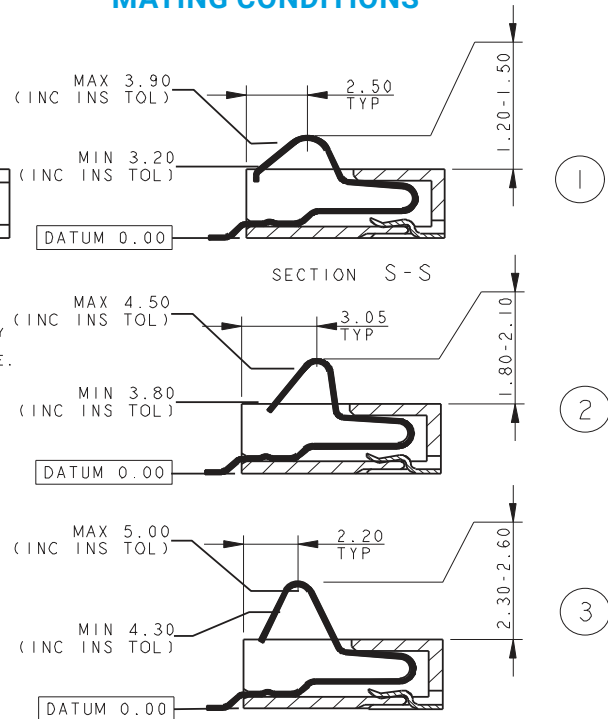 MATING CONDITIONS
MAX 3.90
(INC INS TOL)
2.50
TYP
1.20-1.50
MIN 3.20
(INC INS TOL)
1
DATUM 0.00
SECTION S-S
MAX 4.50
(INC INS TOL)
3.05
TYP
1.80-2.10
Y
E.
MIN 3.80
(INC INS TOL)
2
DATUM 0.00
MAX 5.00
(INC INS TOL)
2.20
TYP
2.30-2.60
MIN 4.30
(INC INS TOL)
3
DATUM 0.00